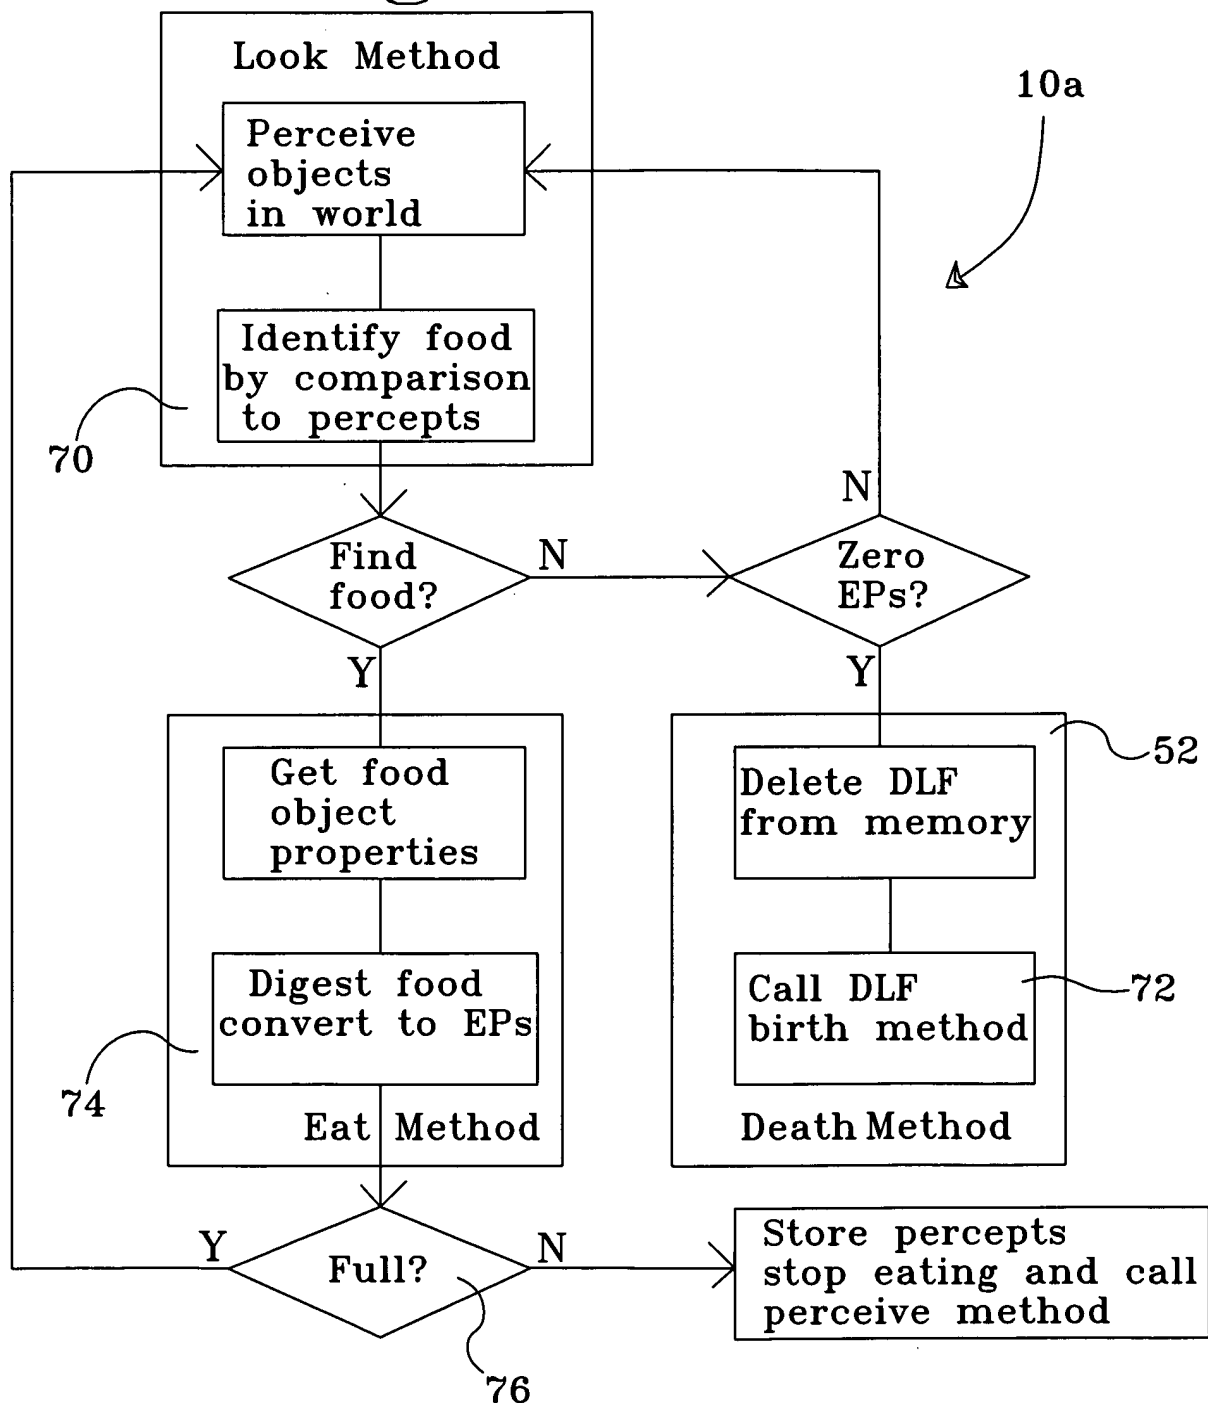 Look Method
10a
Perceive
objects
in world
Identify food
by comparison
to percepts
70
N
Find
food?
N
Zero
EPs?
Y
Y
52
Get food
object
properties
Delete DLF
from memory
Digest food
convert to EPs
Call DLF
birth method
72
74
Eat Method
Death Method
Y
Full?
N
Store percepts
stop eating and call
perceive method
76